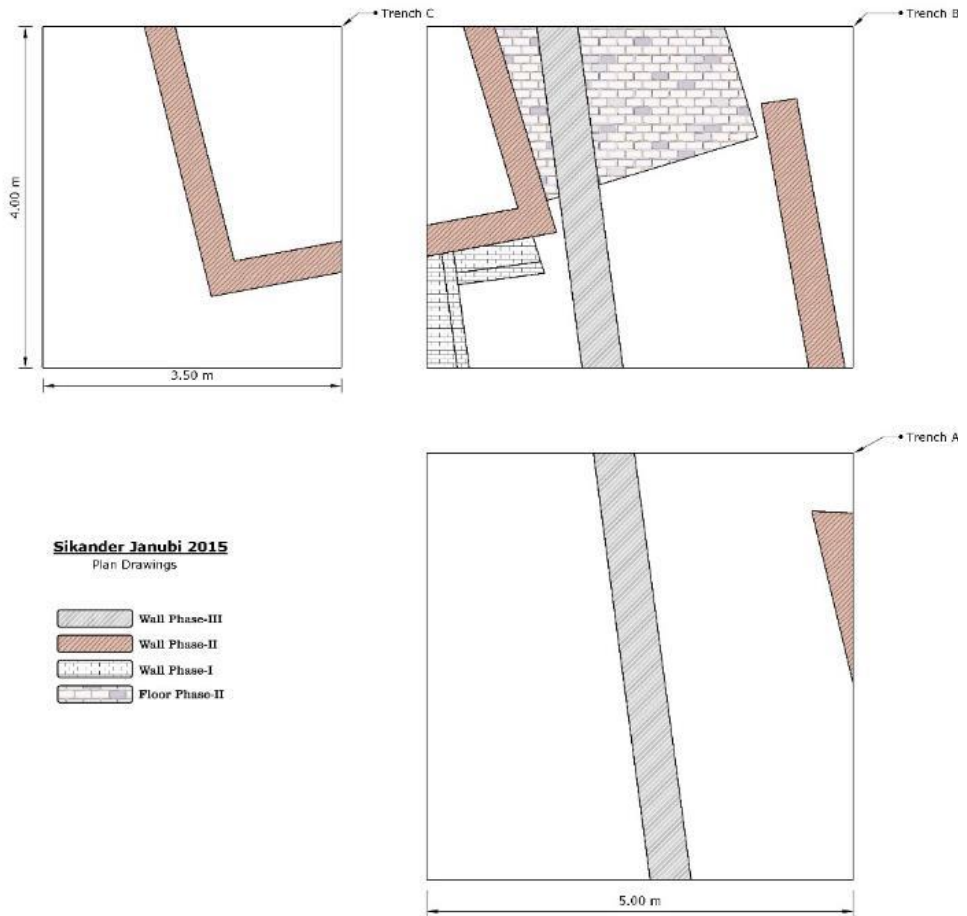 Trench C
Trench B
4.00 m
3.50 m
Trench A
Sikander Janubi 2015
Plan Drawings
Wall Phase-III
Wall Phase-II
Wall Phase-I
Floor Phase-II
5.00 m